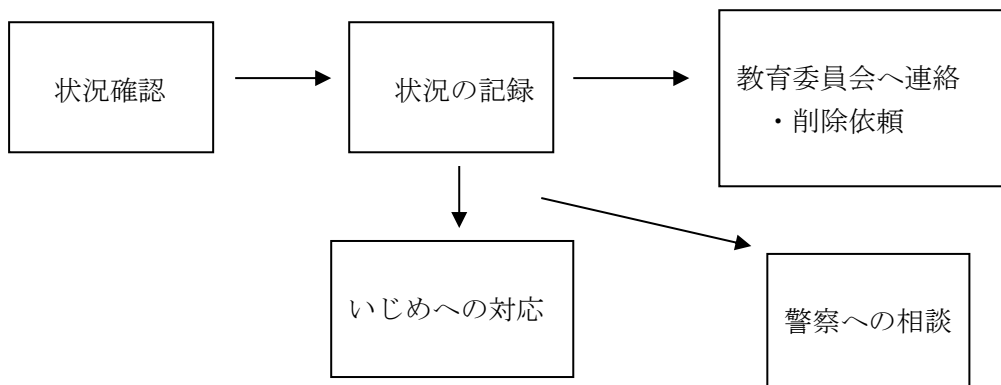 状況確認
状況の記録
教育委員会へ連絡
・削除依頼
いじめへの対応
警察への相談